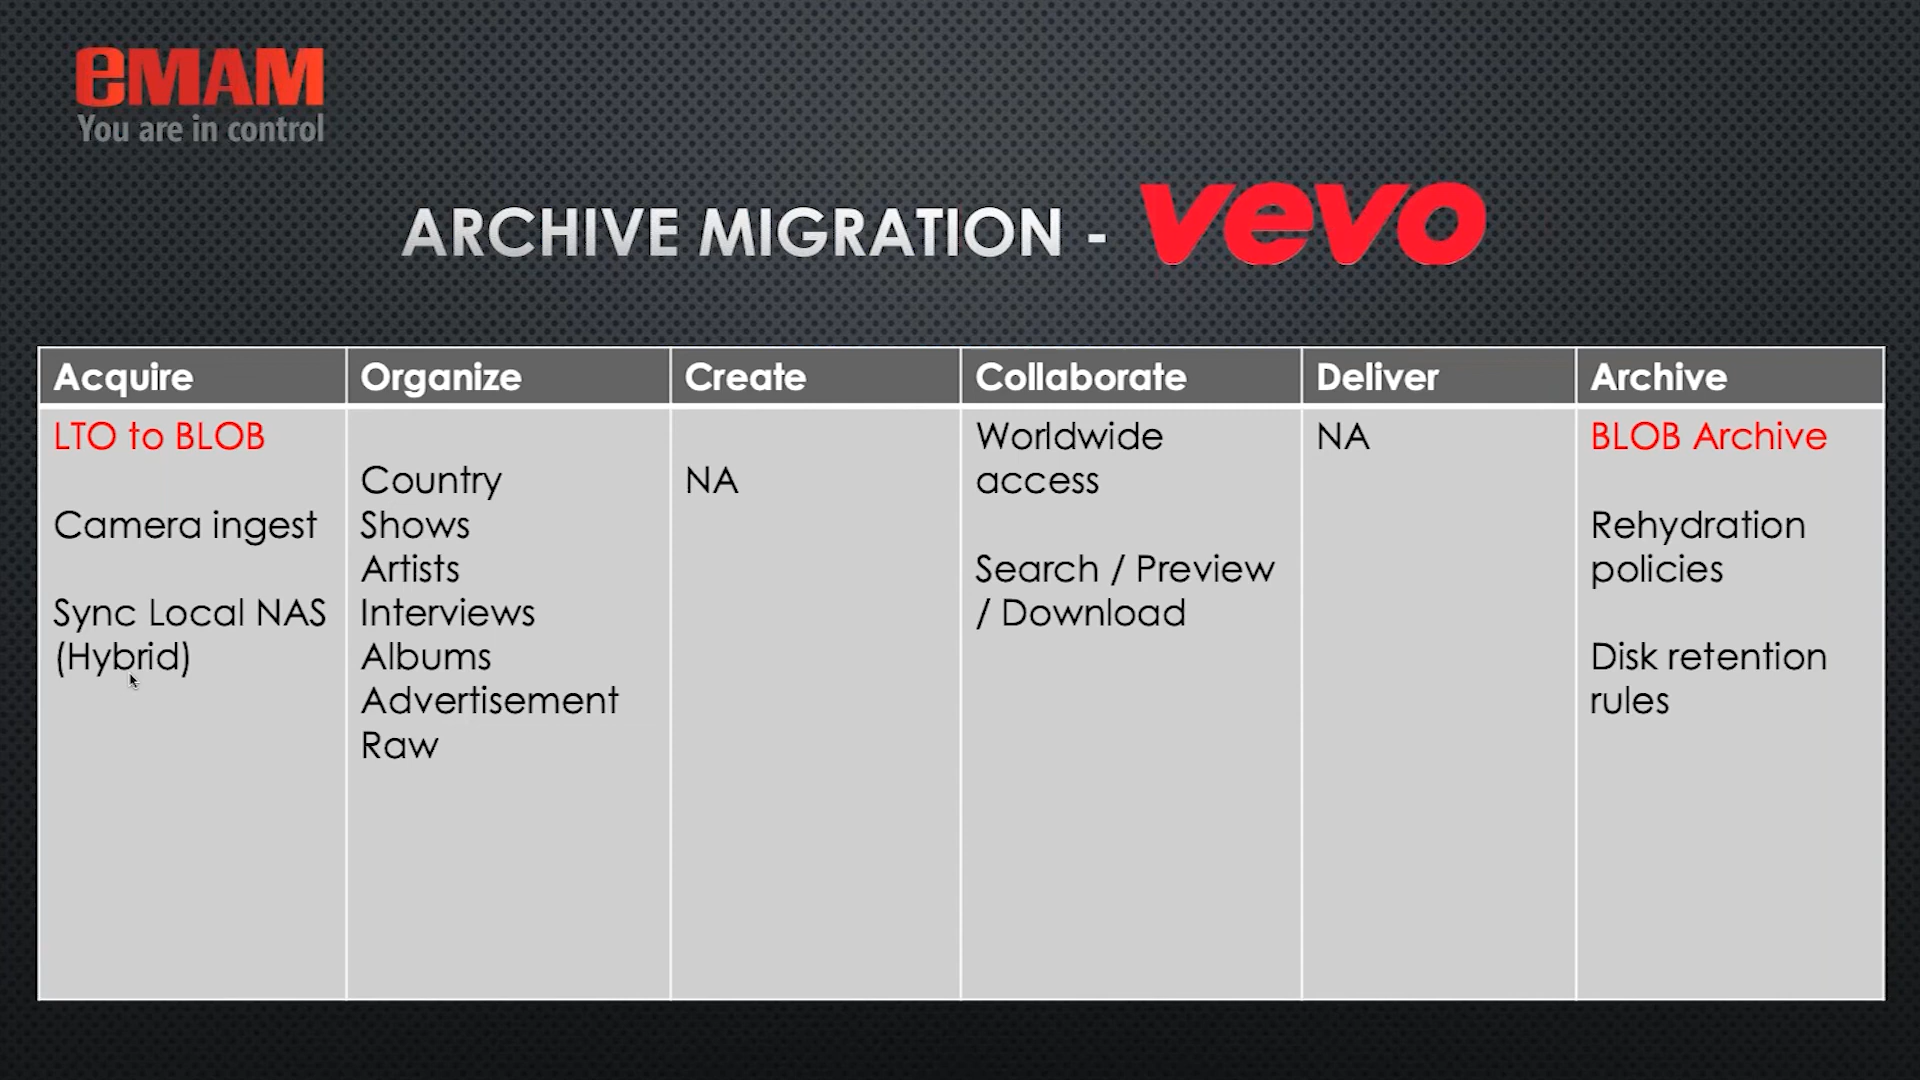 eMAM
You are in control
ARCHIVE MIGRATION - vevo
Acquire
LTO to BLOB
Camera ingest
Sync Local NAS
(Hybrid)
Organize
Country
Shows
Artists
Interviews
Albums
Advertisement
Raw
Create
NA
Collaborate
Worldwide
access
Search / Preview
/ Download
Deliver
NA
Archive
BLOB Archive
Rehydration
policies
Disk retention
rules